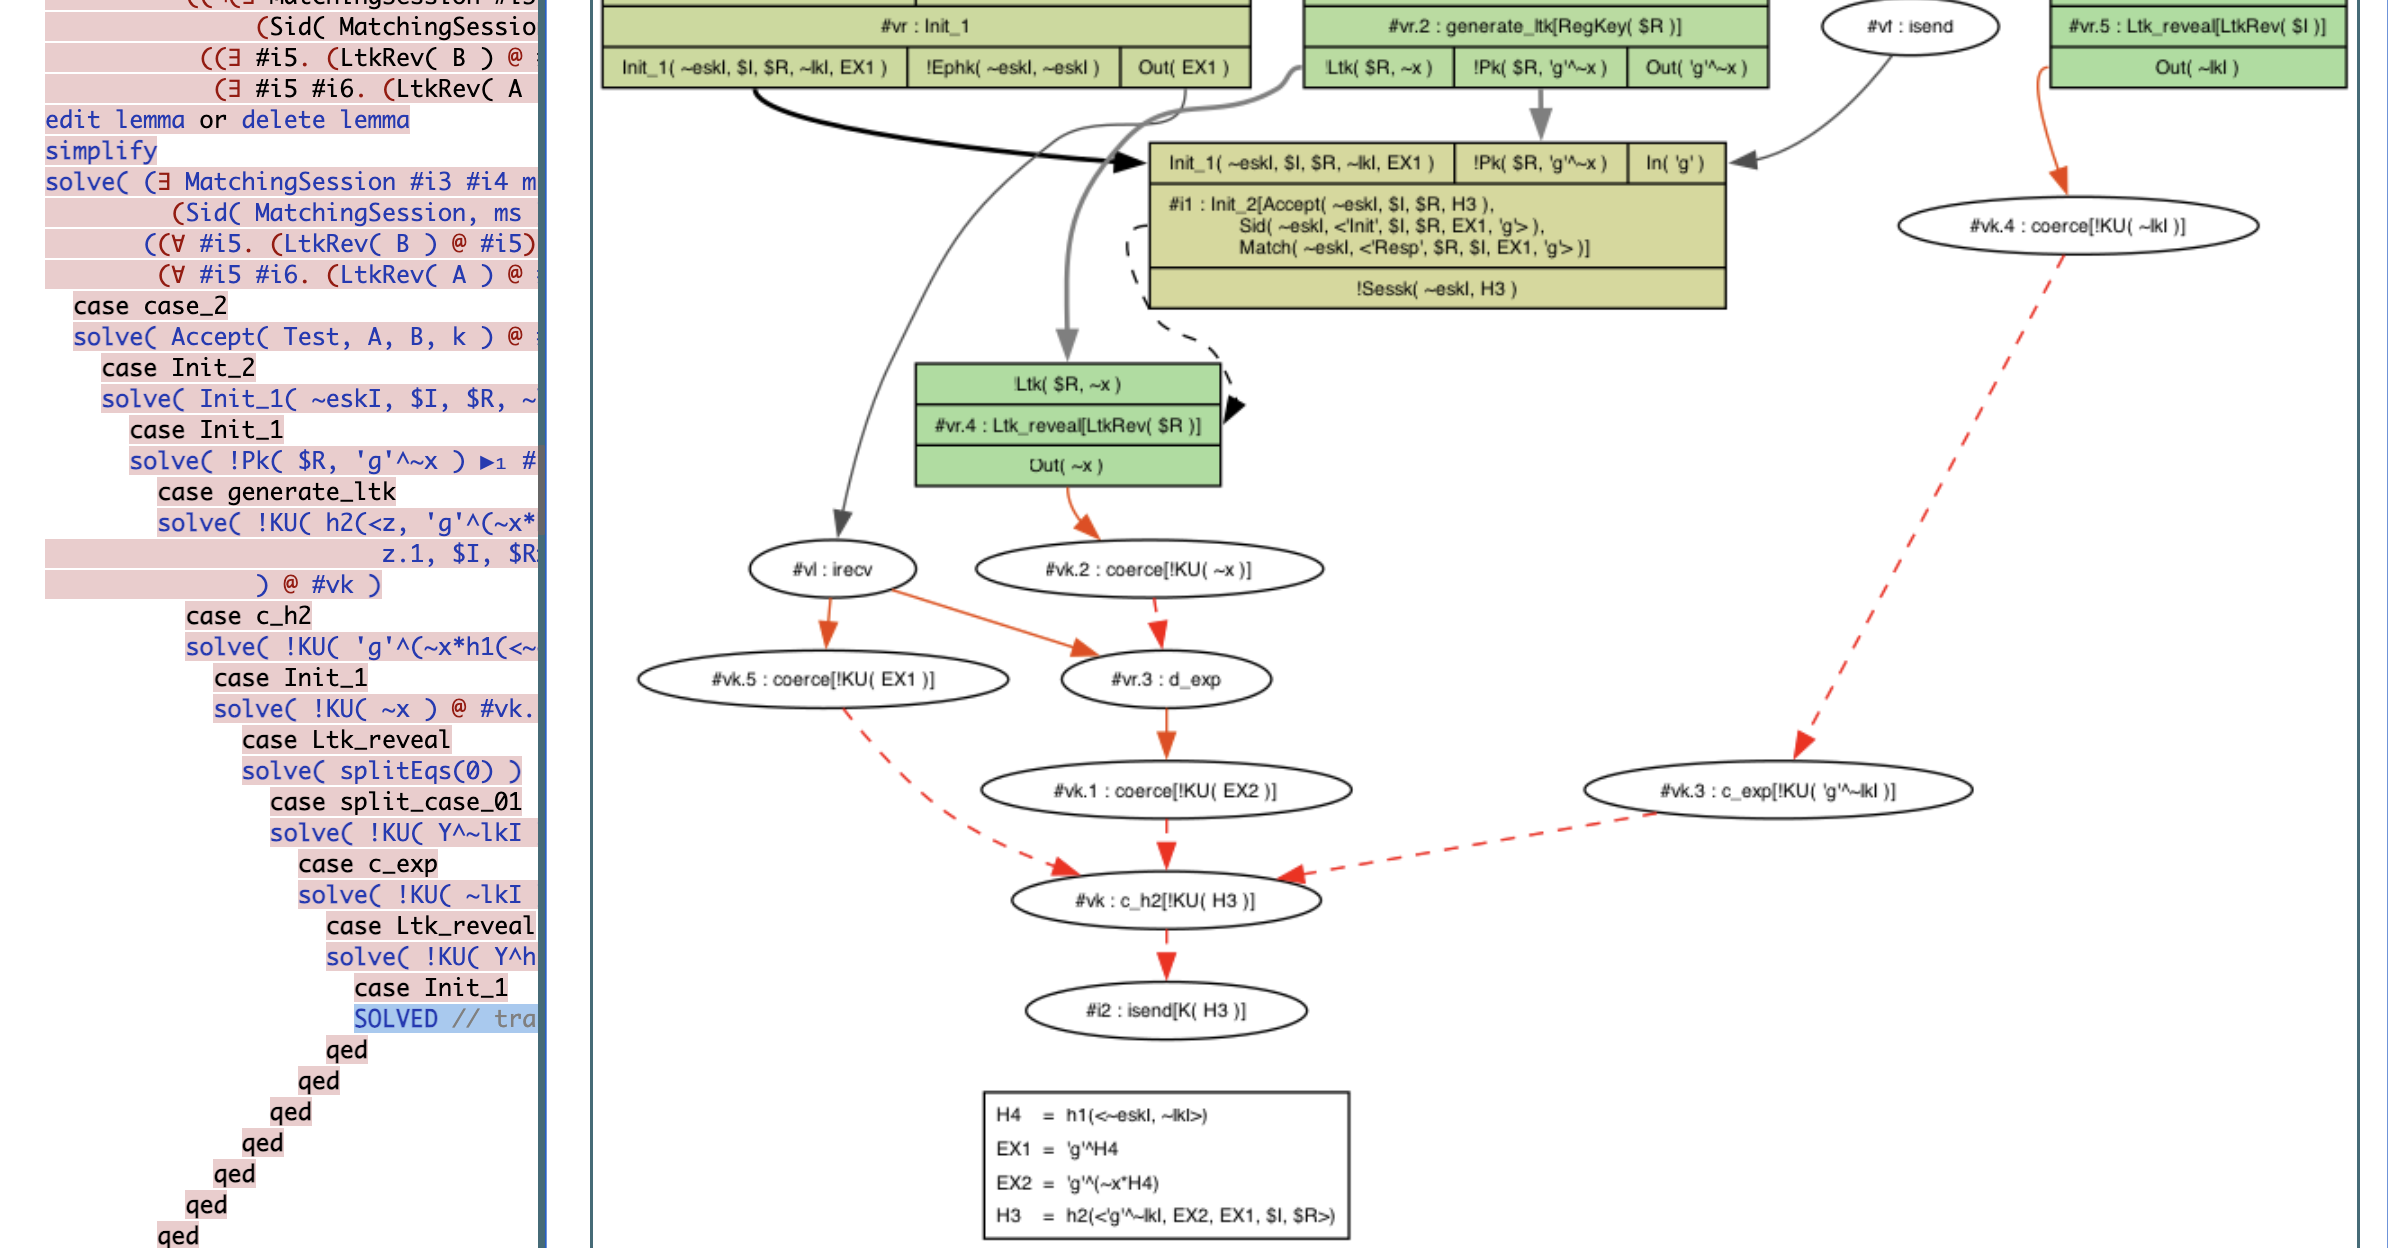 (Sid( MatchingSessio
((∃ #i5. (LtkRev( B ) @
(∃ #i5 #i6. (LtkRev( A
edit lemma or delete lemma
simplify
solve( (∃ MatchingSession #i3 #i4 m
(Sid( MatchingSession, ms
((∀ #i5. (LtkRev( B ) @ #i5)
(∀ #i5 #i6. (LtkRev( A ) @
case case_2
solve( Accept( Test, A, B, k ) @
case Init_2
solve( Init_1( ~eskI, $I, $R, ~
case Init_1
solve( !Pk( $R, 'g'^~x ) ▶₁ #
case generate_ltk
solve( !KU( h2(<z, 'g'^(~x*
z.1, $I, $R
) @ #vk )
case c_h2
solve( !KU( 'g'^(~x*h1(<~
case Init_1
solve( !KU( ~x ) @ #vk.
case Ltk_reveal
solve( splitEqs(0) )
case split_case_01
solve( !KU( Y^~lkI
case c_exp
solve( !KU( ~lkI
case Ltk_reveal
solve( !KU( Y^h
case Init_1
SOLVED // tra
qed
qed
qed
qed
qed
qed
qed
#vr : Init_1
Init_1( ~eskI, $I, $R, ~lkI, EX1 )
!Ephk( ~eskI, ~eskI )
Out( EX1 )
#vr.2 : generate_ltk[RegKey( $R )]
!Ltk( $R, ~x )
!Pk( $R, 'g'^~x )
Out( 'g'^~x )
#vf : isend
#vr.5 : Ltk_reveal[LtkRev( $I )]
Out( ~lkI )
Init_1( ~eskI, $I, $R, ~lkI, EX1 )
!Pk( $R, 'g'^~x )
In( 'g' )
#i1 : Init_2[Accept( ~eskI, $I, $R, H3 ),
Sid( ~eskI, <'Init', $I, $R, EX1, 'g'> ),
Match( ~eskI, <'Resp', $R, $I, EX1, 'g'> )]
!Sessk( ~eskI, H3 )
#vk.4 : coerce[!KU( ~lkI )]
!Ltk( $R, ~x )
#vr.4 : Ltk_reveal[LtkRev( $R )]
Out( ~x )
#vl : irecv
#vk.2 : coerce[!KU( ~x )]
#vk.5 : coerce[!KU( EX1 )]
#vr.3 : d_exp
#vk.1 : coerce[!KU( EX2 )]
#vk.3 : c_exp[!KU( 'g'^~lkI )]
#vk : c_h2[!KU( H3 )]
#i2 : isend[K( H3 )]
H4 = h1(<~eskI, ~lkI>)
EX1 = 'g'^H4
EX2 = 'g'^(~x*H4)
H3 = h2(<'g'^~lkI, EX2, EX1, $I, $R>)